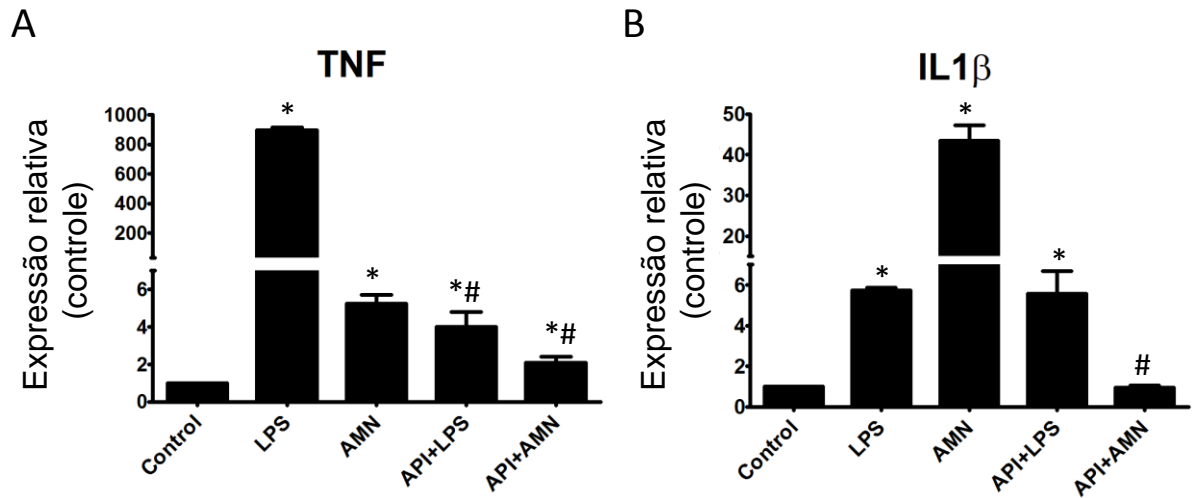 A
TNF
Expressão relativa
(controle)
1000
800
600
400
200
6
4
2
0
*
*
*#
*#
Control
LPS
AMN
API+LPS
API+AMN
B
IL1β
Expressão relativa
(controle)
50
40
30
20
6
4
2
0
*
*
*
#
Control
LPS
AMN
API+LPS
API+AMN